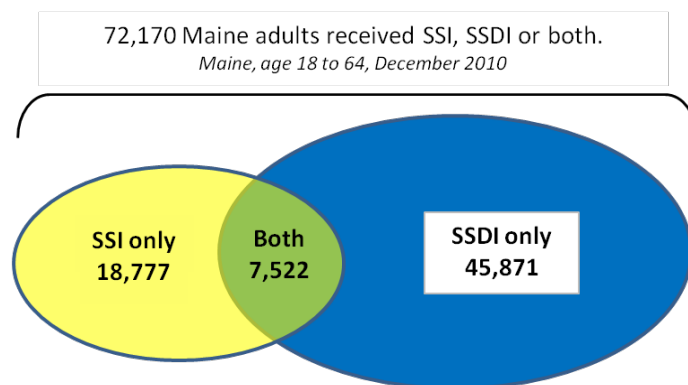 72,170 Maine adults received SSI, SSDI or both.
Maine, age 18 to 64, December 2010
SSI only
18,777
Both
7,522
SSDI only
45,871